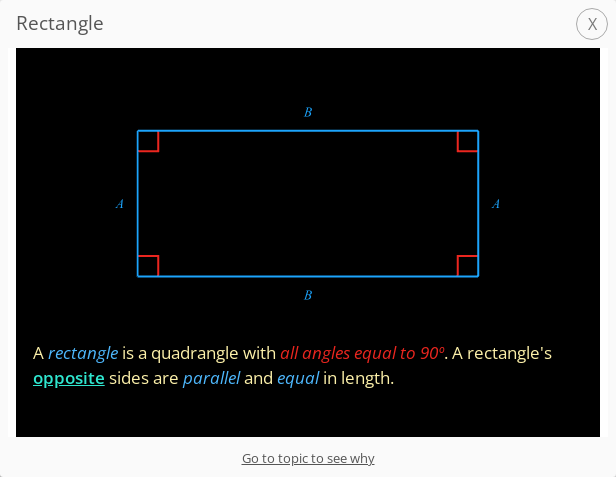 Rectangle
X
B
A
A
B
A rectangle is a quadrangle with all angles equal to 90º. A rectangle's
opposite sides are parallel and equal in length.
Go to topic to see why